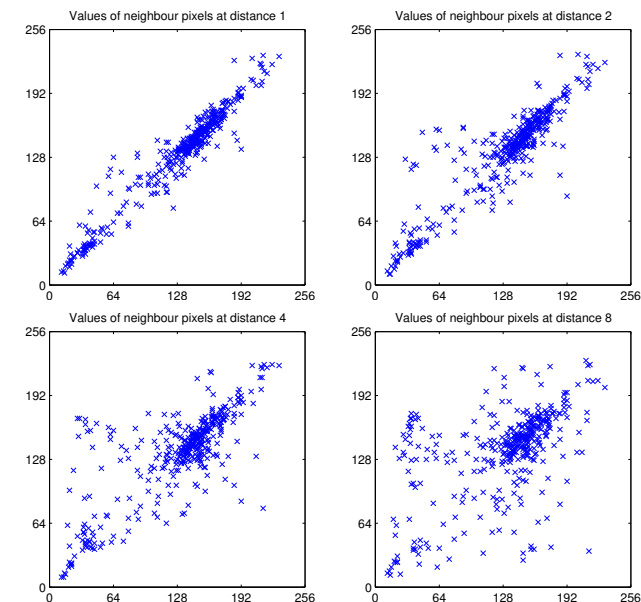 Values of neighbour pixels at distance 1
256
192
128
64
0
0 64 128 192 256
Values of neighbour pixels at distance 2
256
192
128
64
0
0 64 128 192 256
Values of neighbour pixels at distance 4
256
192
128
64
0
0 64 128 192 256
Values of neighbour pixels at distance 8
256
192
128
64
0
0 64 128 192 256